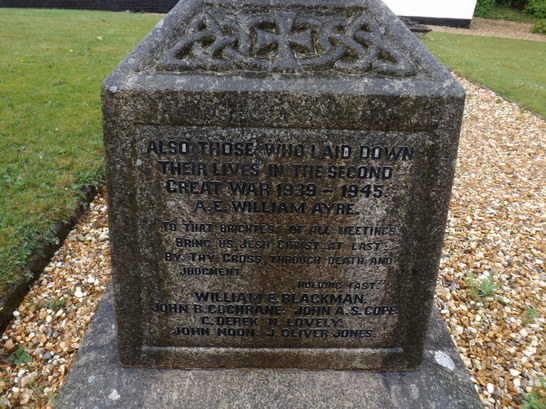 ALSO THOSE WHO LAID DOWN
THEIR LIVES IN THE SECOND
GREAT WAR 1939 - 1945.
A. E. WILLIAM AYRE.
"TO THAT BRIGHTEST OF ALL MEETINGS
BRING US, JESU CHRIST, AT LAST;
BY THY CROSS, THROUGH DEATH AND
JUDGMENT,
HOLDING FAST."
WILLIAM E. BLACKMAN.
JOHN B. COCHRANE. JOHN A.S. COPE.
C. DEREK N. LOVELY.
JOHN NOON. J. OLIVER JONES.